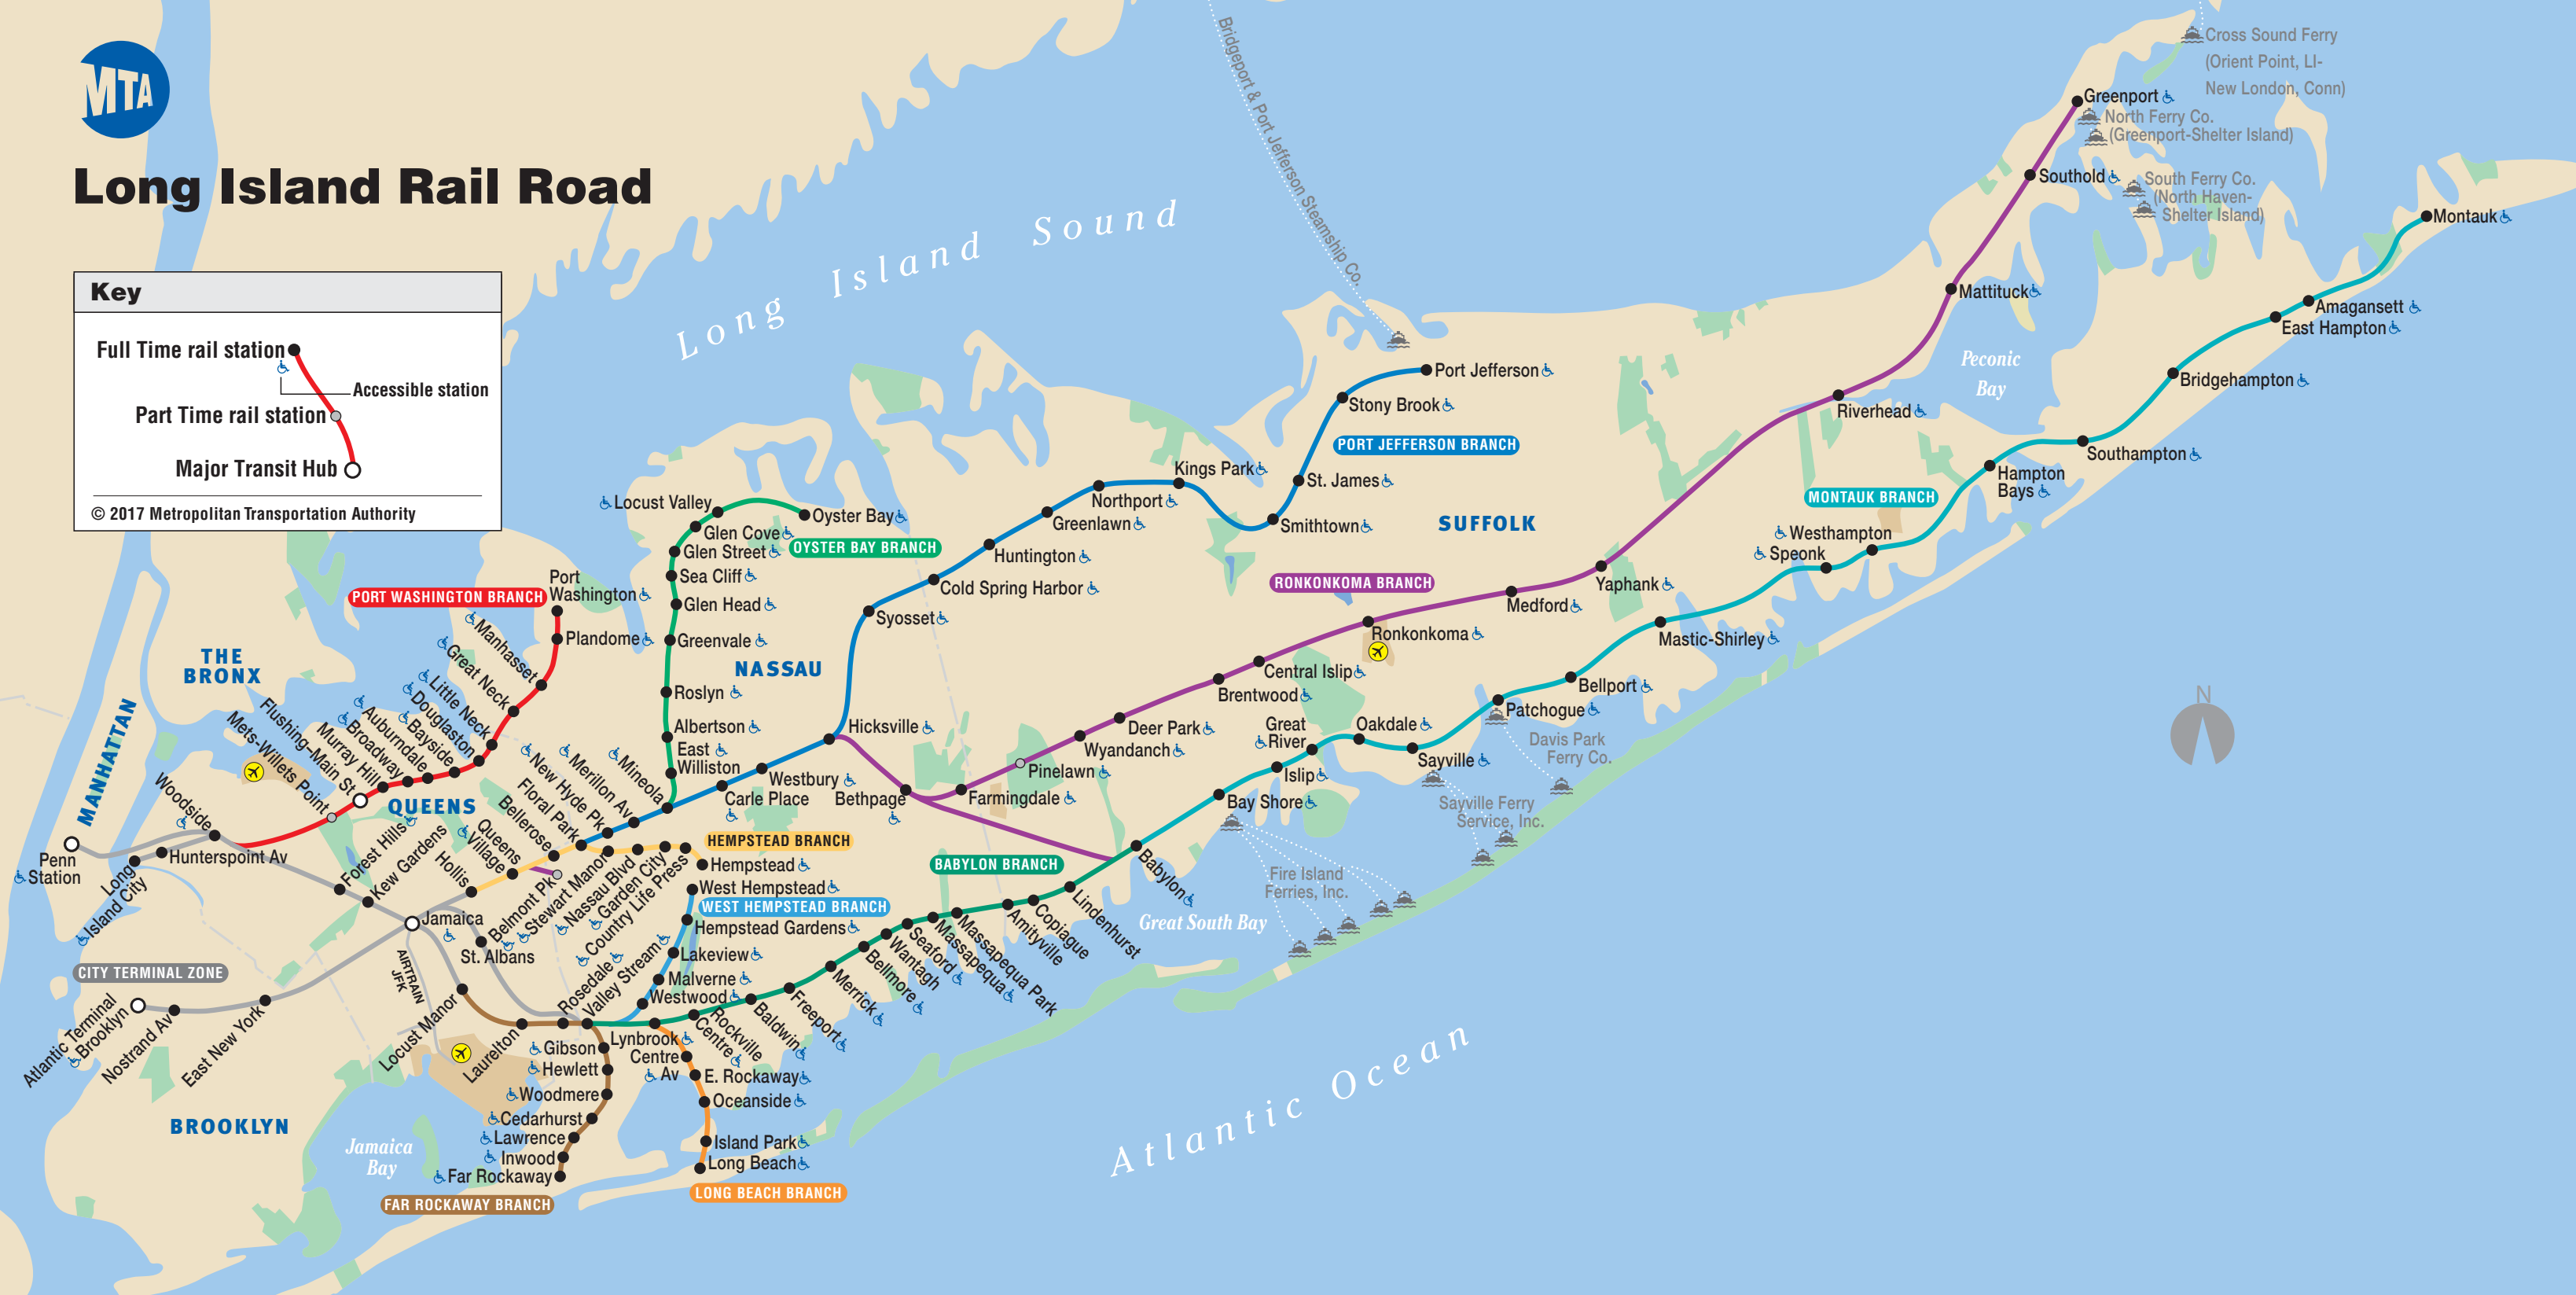 MTA
Long Island Rail Road
Key
Full Time rail station
Accessible station
Part Time rail station
Major Transit Hub
© 2017 Metropolitan Transportation Authority
Long Island Sound
Bridgeport & Port Jefferson Steamship Co.
Cross Sound Ferry
(Orient Point, LI-
New London, Conn)
Greenport
North Ferry Co.
(Greenport-Shelter Island)
Southold
South Ferry Co.
(North Haven-
Shelter Island)
Montauk
Mattituck
Amagansett
East Hampton
Peconic
Bay
Bridgehampton
Riverhead
Southampton
Hampton
Bays
MONTAUK BRANCH
Westhampton
Speonk
Port Jefferson
Stony Brook
PORT JEFFERSON BRANCH
Kings Park
St. James
Northport
Smithtown
Greenlawn
SUFFOLK
Huntington
Cold Spring Harbor
Syosset
RONKONKOMA BRANCH
Yaphank
Medford
Ronkonkoma
Mastic-Shirley
Central Islip
Brentwood
Bellport
Patchogue
Great
River
Oakdale
Sayville
Islip
Bay Shore
Davis Park
Ferry Co.
Sayville Ferry
Service, Inc.
Fire Island
Ferries, Inc.
Great South Bay
Deer Park
Wyandanch
Pinelawn
Farmingdale
Bethpage
Hicksville
Locust Valley
Oyster Bay
Glen Cove
OYSTER BAY BRANCH
Glen Street
Sea Cliff
Glen Head
Greenvale
NASSAU
Roslyn
Albertson
East
Williston
Westbury
Carle Place
PORT WASHINGTON BRANCH
Port
Washington
Plandome
Manhasset
Great Neck
Little Neck
Douglaston
Bayside
Auburndale
Broadway
Murray Hill
Flushing–Main St
Mets-Willets Point
THE
BRONX
MANHATTAN
QUEENS
Woodside
Penn
Station
Hunterspoint Av
Long
Island City
Forest Hills
Kew Gardens
Jamaica
AIRTRAIN
JFK
Hollis
Queens
Village
Bellerose
Floral Park
New Hyde Pk
Merillon Av
Mineola
HEMPSTEAD BRANCH
Hempstead
Belmont Pk
Stewart Manor
Nassau Blvd
Garden City
Country Life Press
West Hempstead
WEST HEMPSTEAD BRANCH
Hempstead Gardens
Lakeview
Malverne
Westwood
St. Albans
CITY TERMINAL ZONE
Atlantic Terminal
Brooklyn
Nostrand Av
East New York
BROOKLYN
Locust Manor
Laurelton
Rosedale
Valley Stream
Gibson
Hewlett
Woodmere
Cedarhurst
Lawrence
Inwood
Far Rockaway
FAR ROCKAWAY BRANCH
Jamaica
Bay
Lynbrook
Centre
Av
E. Rockaway
Oceanside
Island Park
Long Beach
LONG BEACH BRANCH
Rockville
Centre
Baldwin
Freeport
Merrick
Bellmore
Wantagh
Seaford
Massapequa
Massapequa Park
Amityville
Copiague
Lindenhurst
Babylon
BABYLON BRANCH
Atlantic Ocean
N